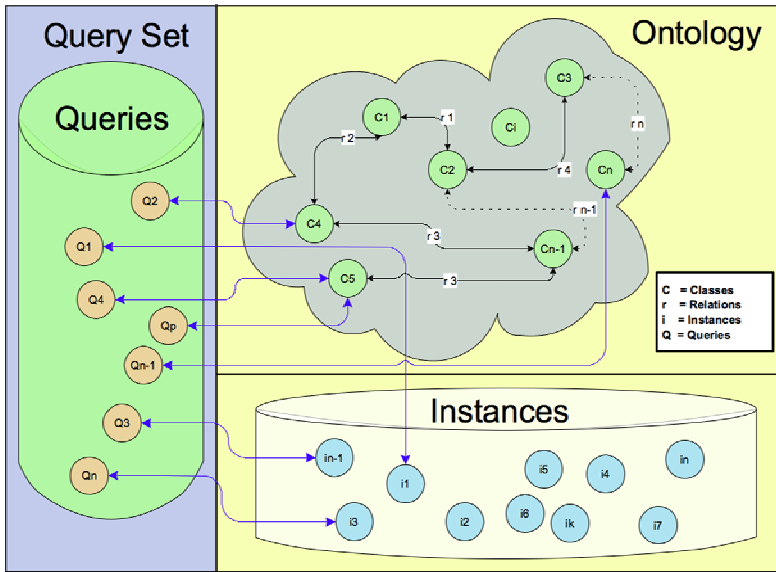 Query Set
Ontology
Queries
C3
C1
r 1
Ci
r n
r 2
C2
r 4
Cn
Q2
r n-1
C4
r 3
Q1
Cn-1
C5
r 3
Q4
C = Classes
r = Relations
i = Instances
Q = Queries
Qp
Qn-1
Instances
Q3
in-1
i5
i4
in
Qn
i1
i3
i2
i6
ik
i7